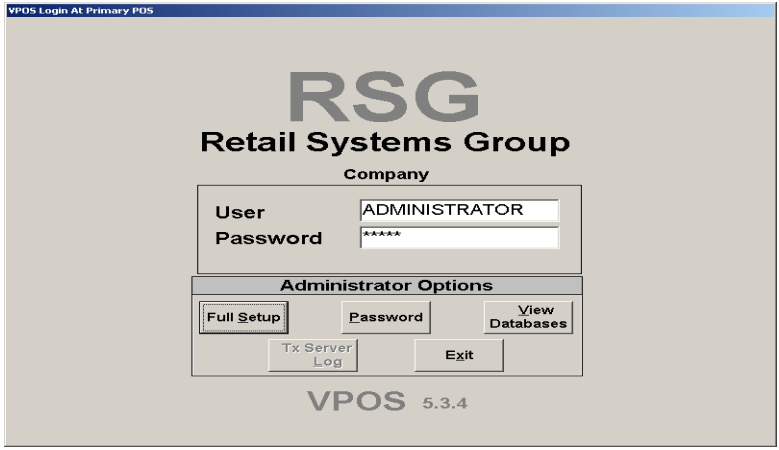 VPOS Login At Primary POS
RSG
Retail Systems Group
Company
User ADMINISTRATOR
Password *****
Administrator Options
Full Setup Password View Databases
Tx Server Log Exit
VPOS 5.3.4